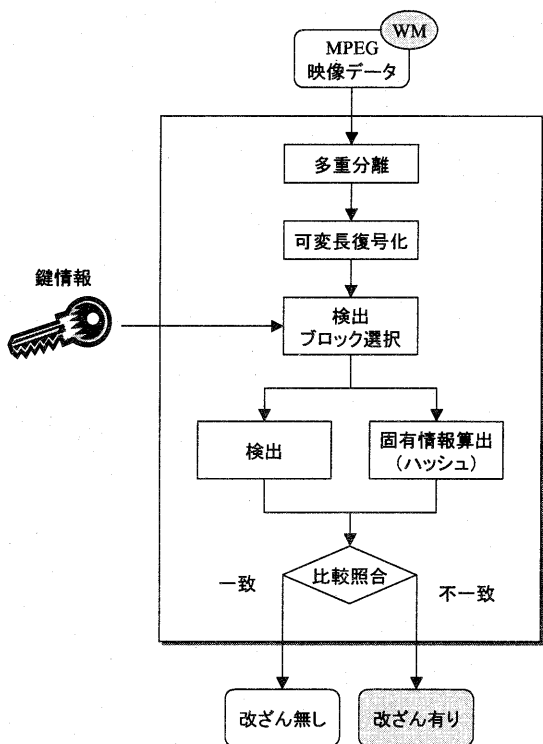 WM
MPEG
映像データ
多重分離
可変長復号化
鍵情報
検出
ブロック選択
検出
固有情報算出
(ハッシュ)
比較照合
一致
不一致
改ざん無し
改ざん有り